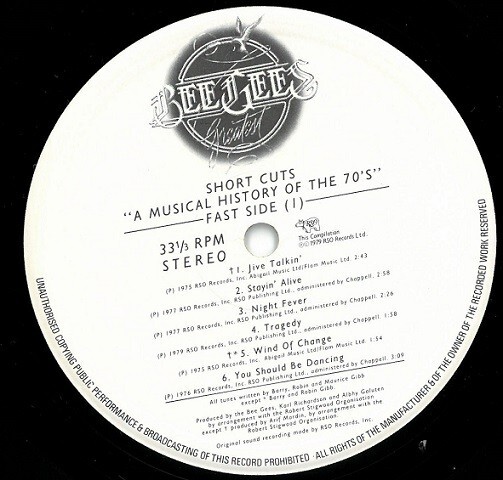 BEE GEES
Greatest
SHORT CUTS
"A MUSICAL HISTORY OF THE 70'S"
FAST SIDE (1)
33⅓ RPM
STEREO
RSO
This Compilation
℗ 1979 RSO Records Ltd.
†1. Jive Talkin'
(P) 1975 RSO Records, Inc. Abigail Music Ltd/Flam Music Ltd. 2:43
2. Stayin' Alive
(P) 1977 RSO Records, Inc. RSO Publishing Ltd., administered by Chappell. 2:58
3. Night Fever
(P) 1977 RSO Records, Inc. RSO Publishing Ltd., administered by Chappell. 2:26
4. Tragedy
(P) 1979 RSO Records, Inc. RSO Publishing Ltd., administered by Chappell. 1:38
†* 5. Wind Of Change
(P) 1975 RSO Records, Inc. Abigail Music Ltd/Flam Music Ltd. 1:54
6. You Should Be Dancing
(P) 1976 RSO Records, Inc. RSO Publishing Ltd., administered by Chappell. 3:09
All tunes written by Barry, Robin and Maurice Gibb
except * Barry and Robin Gibb.
Produced by the Bee Gees, Karl Richardson and Alby Galuten
by arrangement with the Robert Stigwood Organisation
except † produced by Arif Mardin, by arrangement with the
Robert Stigwood Organisation.
Original sound recording made by RSO Records, Inc.
UNAUTHORISED COPYING PUBLIC PERFORMANCE & BROADCASTING OF THIS RECORD PROHIBITED · ALL RIGHTS OF THE MANUFACTURER & OF THE OWNER OF THE RECORDED WORK RESERVED